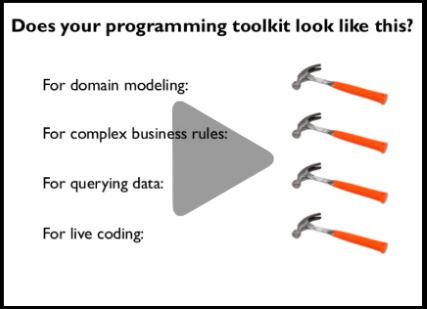 Does your programming toolkit look like this?
For domain modeling:
For complex business rules:
For querying data:
For live coding: